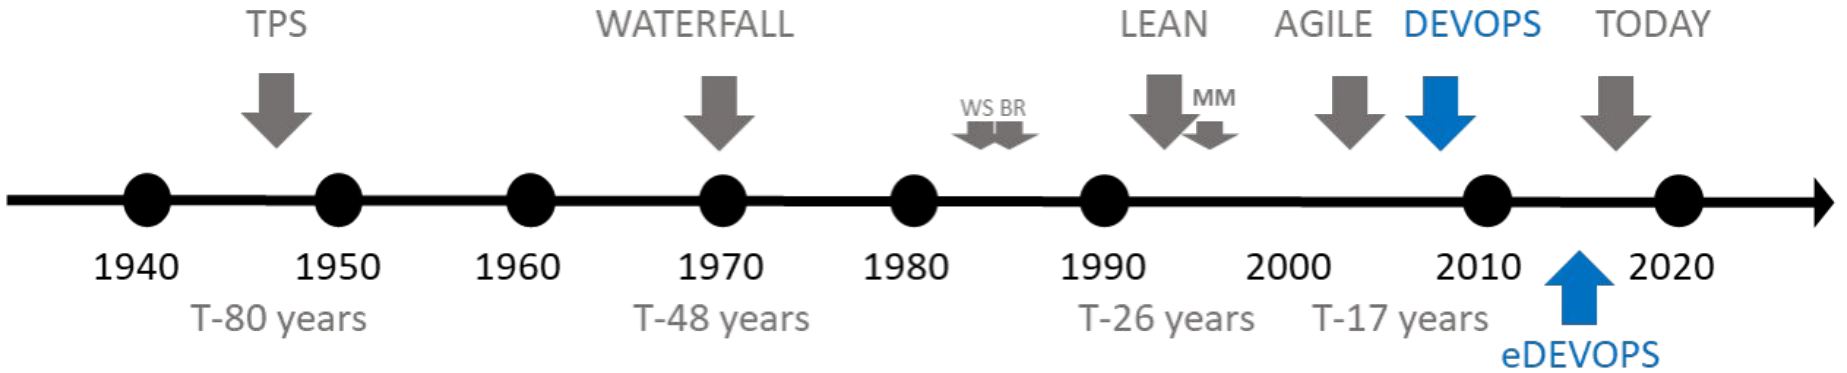 TPS WATERFALL LEAN AGILE DEVOPS TODAY
WS BR MM
1940 1950 1960 1970 1980 1990 2000 2010 2020
T-80 years T-48 years T-26 years T-17 years
eDEVOPS